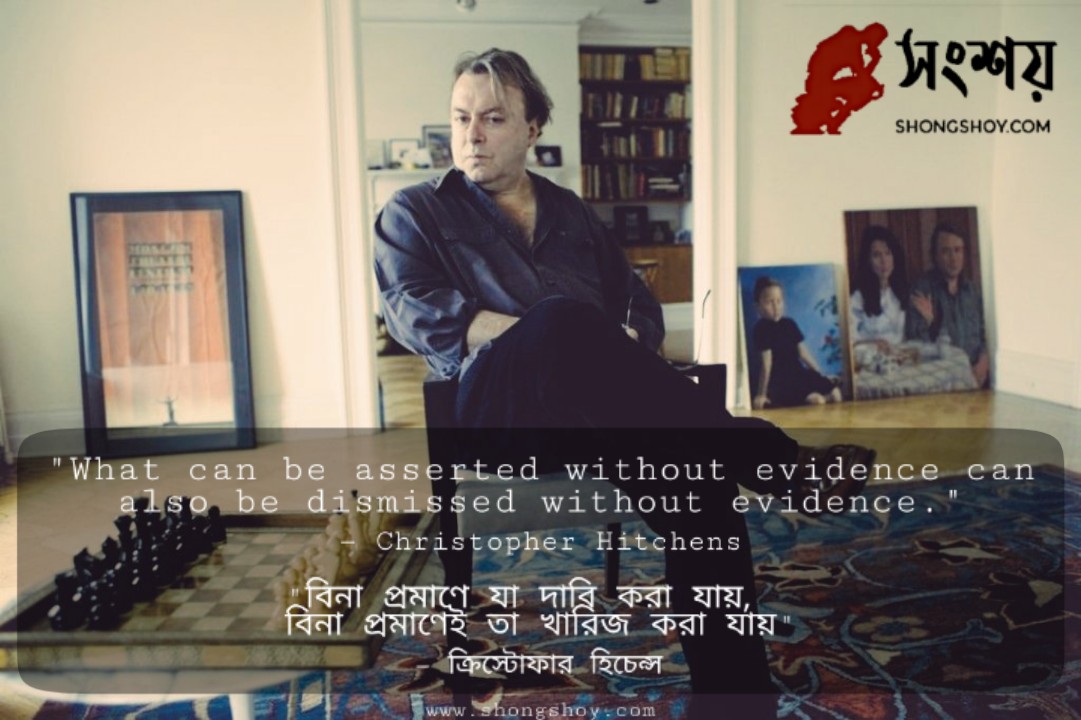 সংশয়
SHONGSHOY.COM
"What can be asserted without evidence can
also be dismissed without evidence."
– Christopher Hitchens
"বিনা প্রমাণে যা দাবি করা যায়,
বিনা প্রমাণেই তা খারিজ করা যায়"
– ক্রিস্টোফার হিচেন্স
www.shongshoy.com